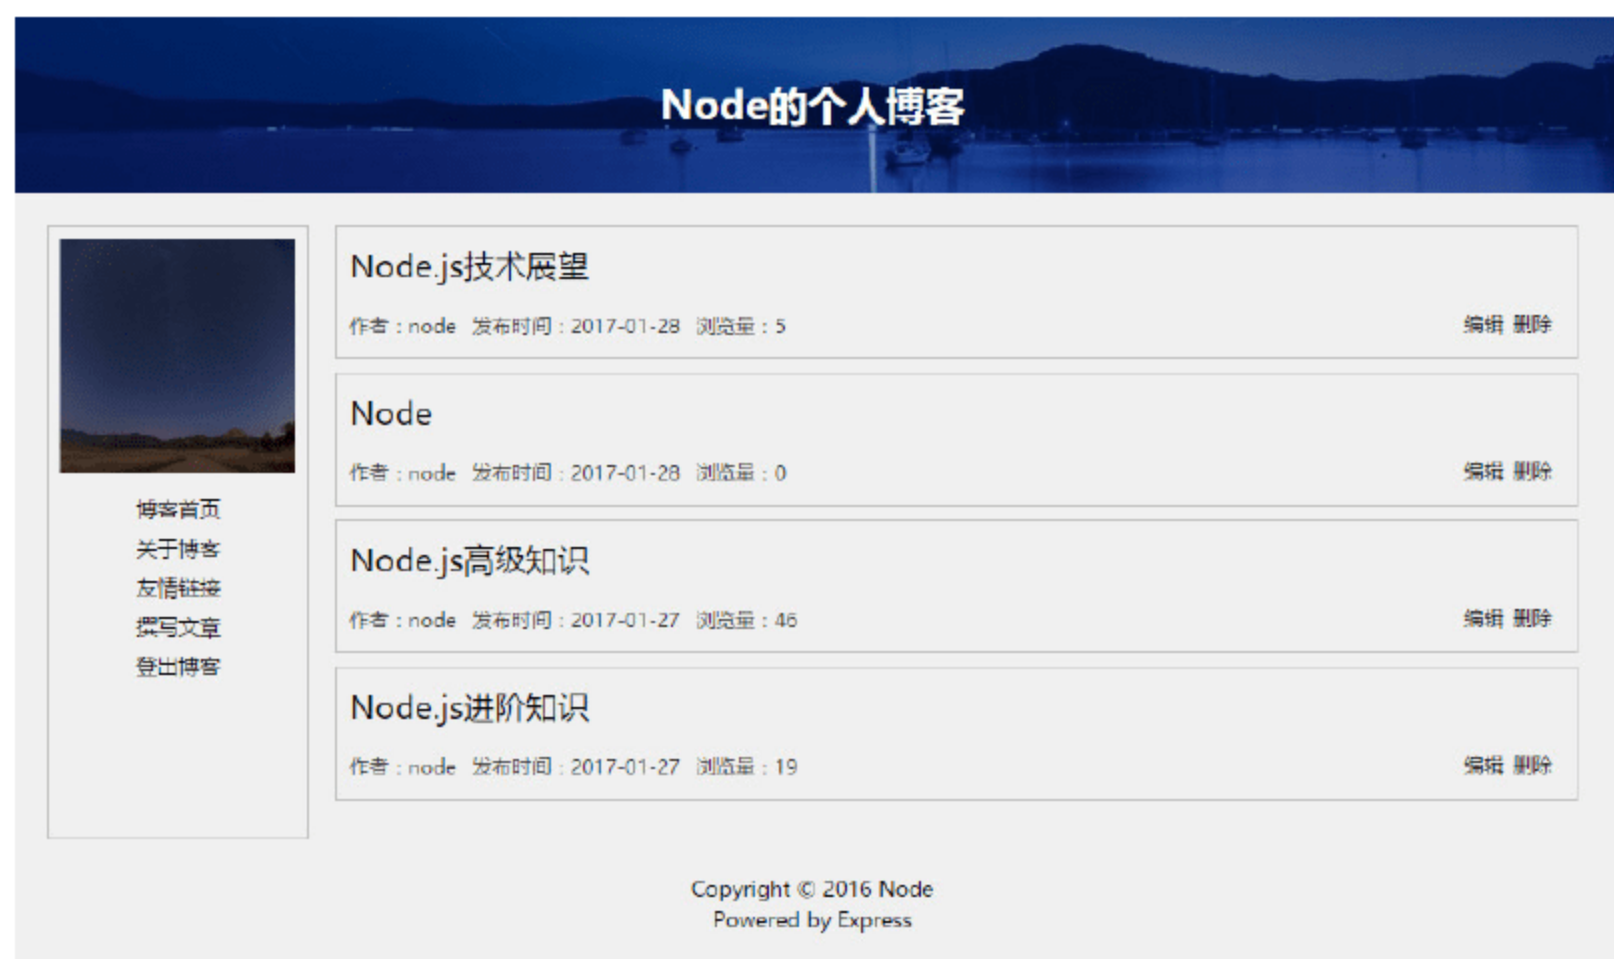 Node的个人博客
博客首页
关于博客
友情链接
撰写文章
登出博客
Node.js技术展望
作者：node 发布时间：2017-01-28 浏览量：5 编辑 删除
Node
作者：node 发布时间：2017-01-28 浏览量：0 编辑 删除
Node.js高级知识
作者：node 发布时间：2017-01-27 浏览量：46 编辑 删除
Node.js进阶知识
作者：node 发布时间：2017-01-27 浏览量：19 编辑 删除
Copyright © 2016 Node
Powered by Express